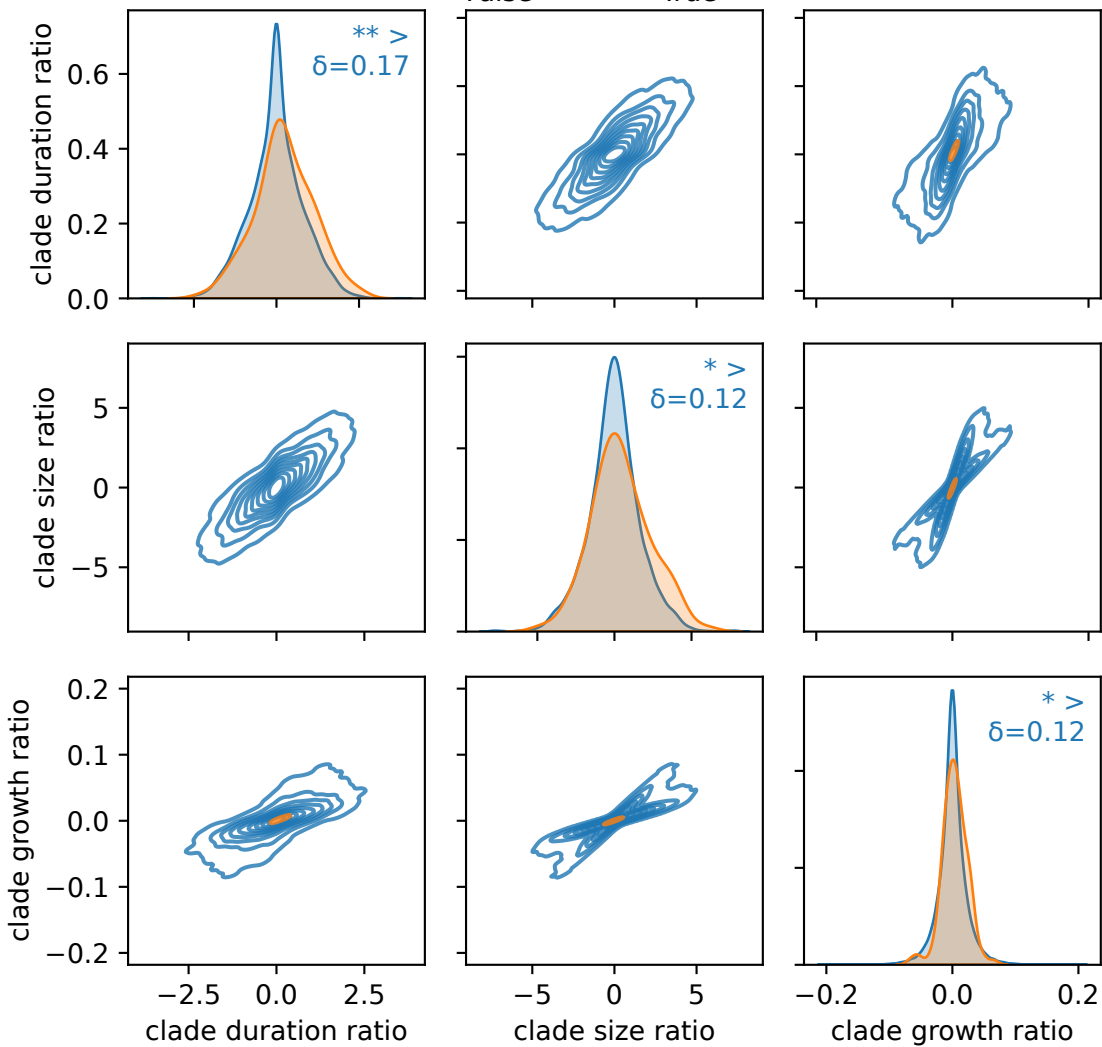 ** >
δ=0.17
clade duration ratio
0.6
0.4
0.2
0.0
* >
δ=0.12
clade size ratio
5
0
−5
* >
δ=0.12
clade growth ratio
0.2
0.1
0.0
−0.1
−0.2
−2.5 0.0 2.5 −5 0 5 −0.2 0.0 0.2
clade duration ratio clade size ratio clade growth ratio